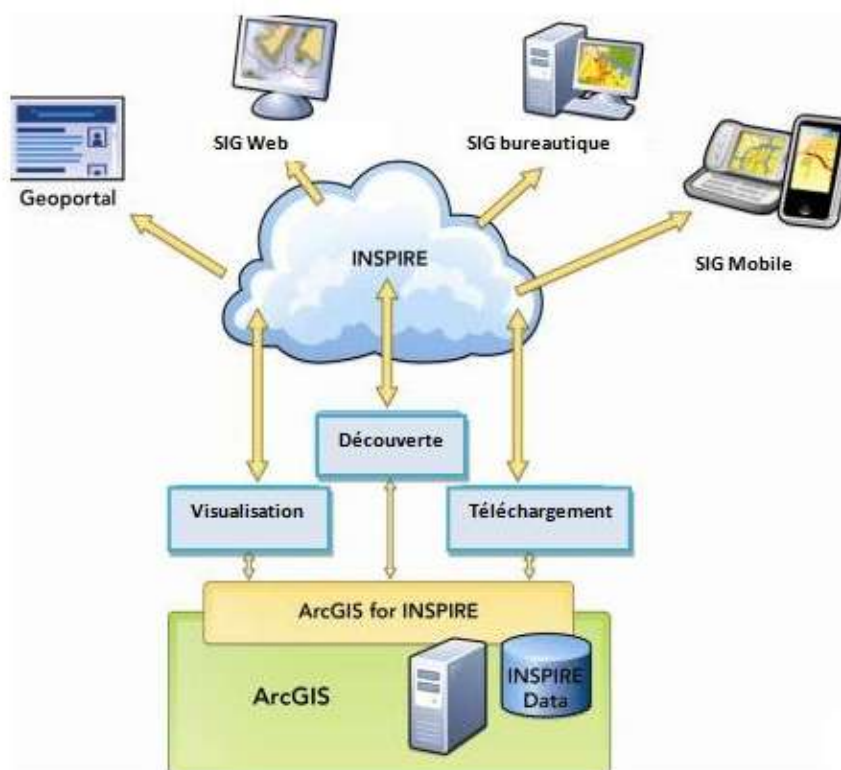 SIG Web
SIG bureautique
Geoportal
SIG Mobile
INSPIRE
Découverte
Visualisation
Téléchargement
ArcGIS for INSPIRE
ArcGIS
INSPIRE
Data